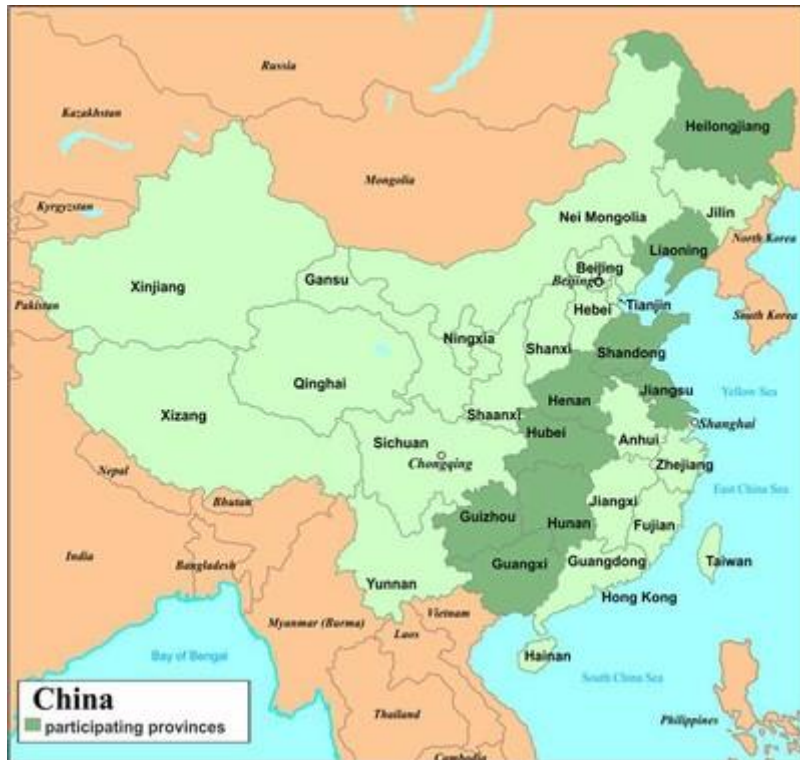 Russia
Kazakhstan
Heilongjiang
Mongolia
Kyrgyzstan
Nei Mongolia
Jilin
North Korea
Liaoning
Beijing
Beijing
Gansu
Xinjiang
Pakistan
Hebei
Tianjin
South Korea
Ningxia
Shanxi
Shandong
Qinghai
Yellow Sea
Jiangsu
Henan
Xizang
Shaanxi
Shanghai
Hubei
Sichuan
Anhui
Chongqing
Zhejiang
Nepal
East China Sea
Bhutan
Jiangxi
Guizhou
Hunan
Fujian
India
Bangladesh
Guangxi
Guangdong
Taiwan
Yunnan
Hong Kong
Vietnam
Myanmar (Burma)
Laos
Bay of Bengal
Hainan
South China Sea
China
participating provinces
Thailand
Philippines
Cambodia